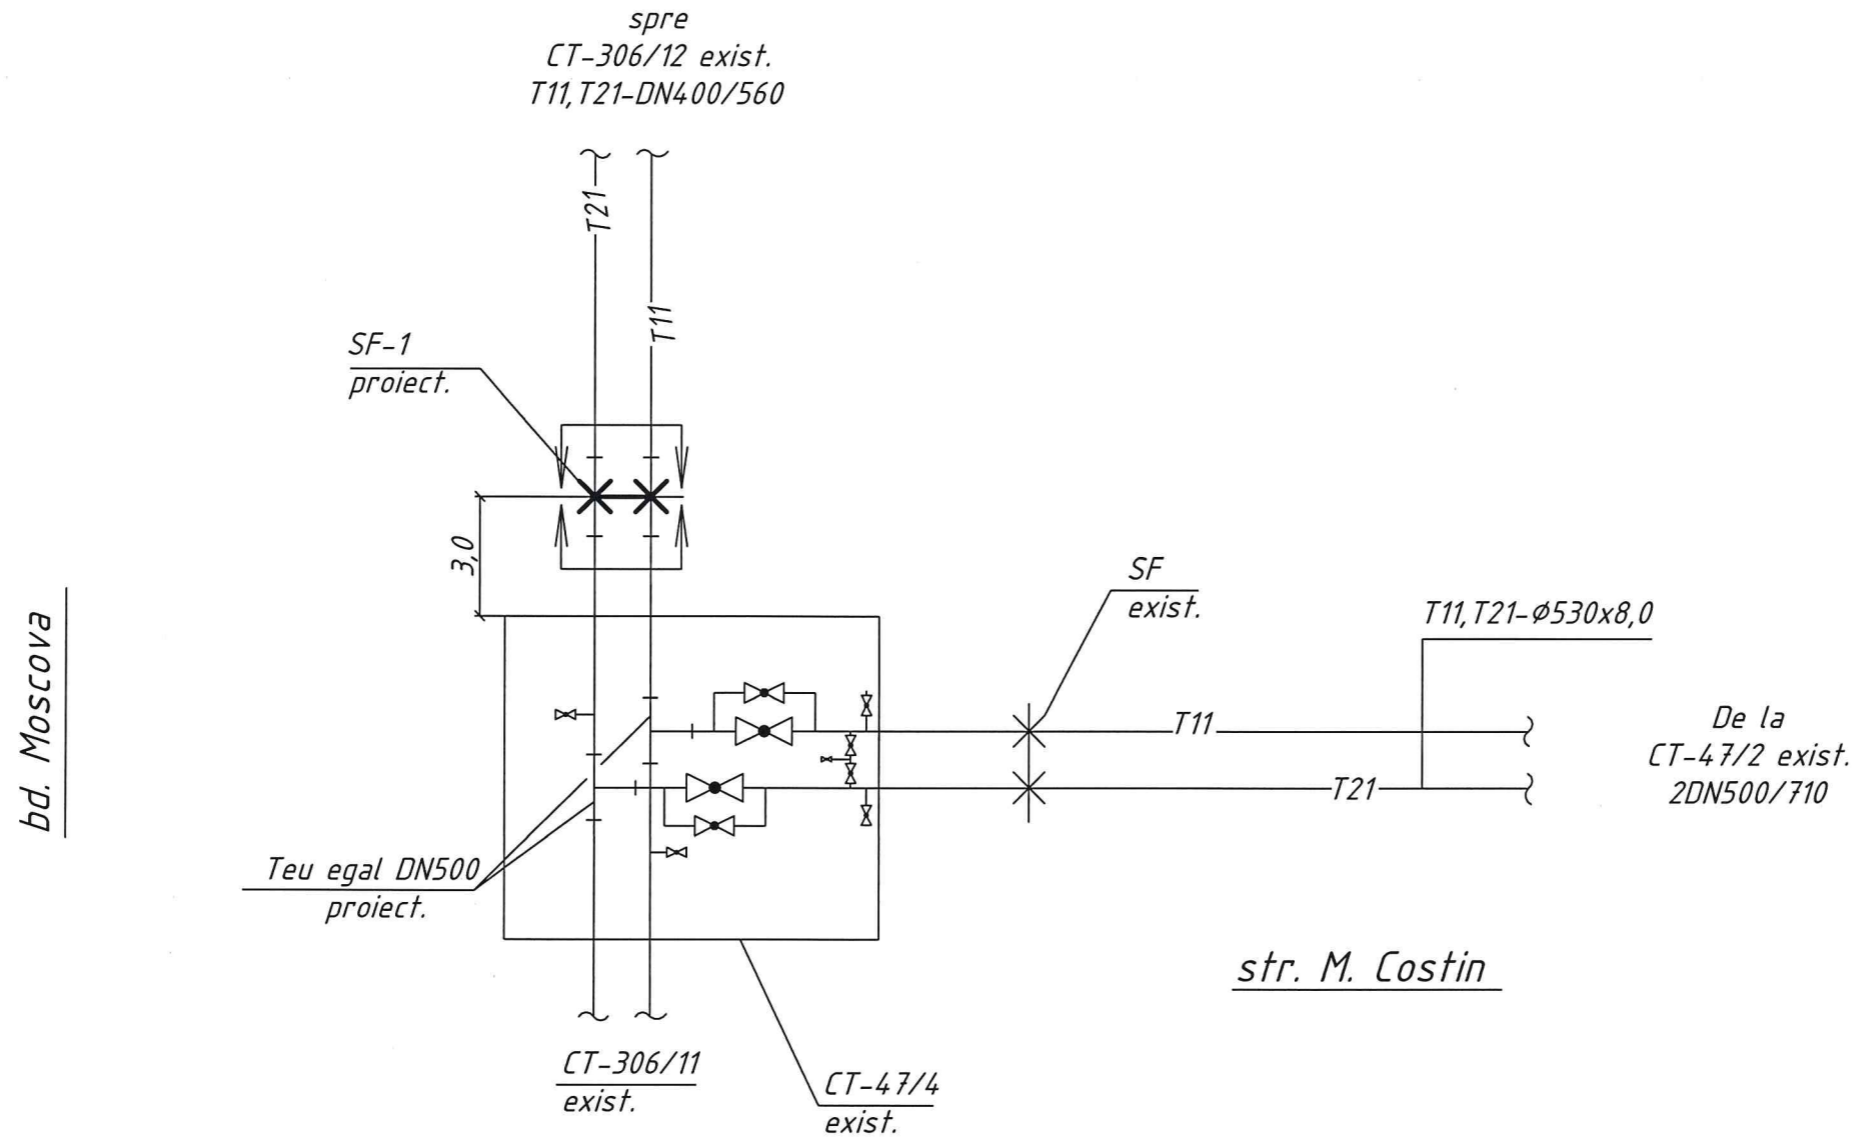 spre
CT-306/12 exist.
T11,T21-DN400/560
T21
T11
SF-1
proiect.
3,0
bd. Moscova
SF
exist.
T11,T21-Φ530x8,0
T11
T21
De la
CT-47/2 exist.
2DN500/710
Teu egal DN500
proiect.
str. M. Costin
CT-306/11
exist.
CT-47/4
exist.